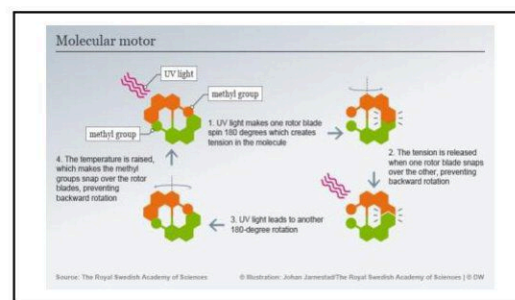 Molecular motor
UV light
methyl group
methyl group
1. UV light makes one rotor blade
spin 180 degrees which creates
tension in the molecule
2. The tension is released
when one rotor blade snaps
over the other, preventing
backward rotation
3. UV light leads to another
180-degree rotation
4. The temperature is raised,
which makes the methyl
groups snap over the rotor
blades, preventing
backward rotation
Source: The Royal Swedish Academy of Sciences
© Illustration: Johan Jarnestad/The Royal Swedish Academy of Sciences | © DW